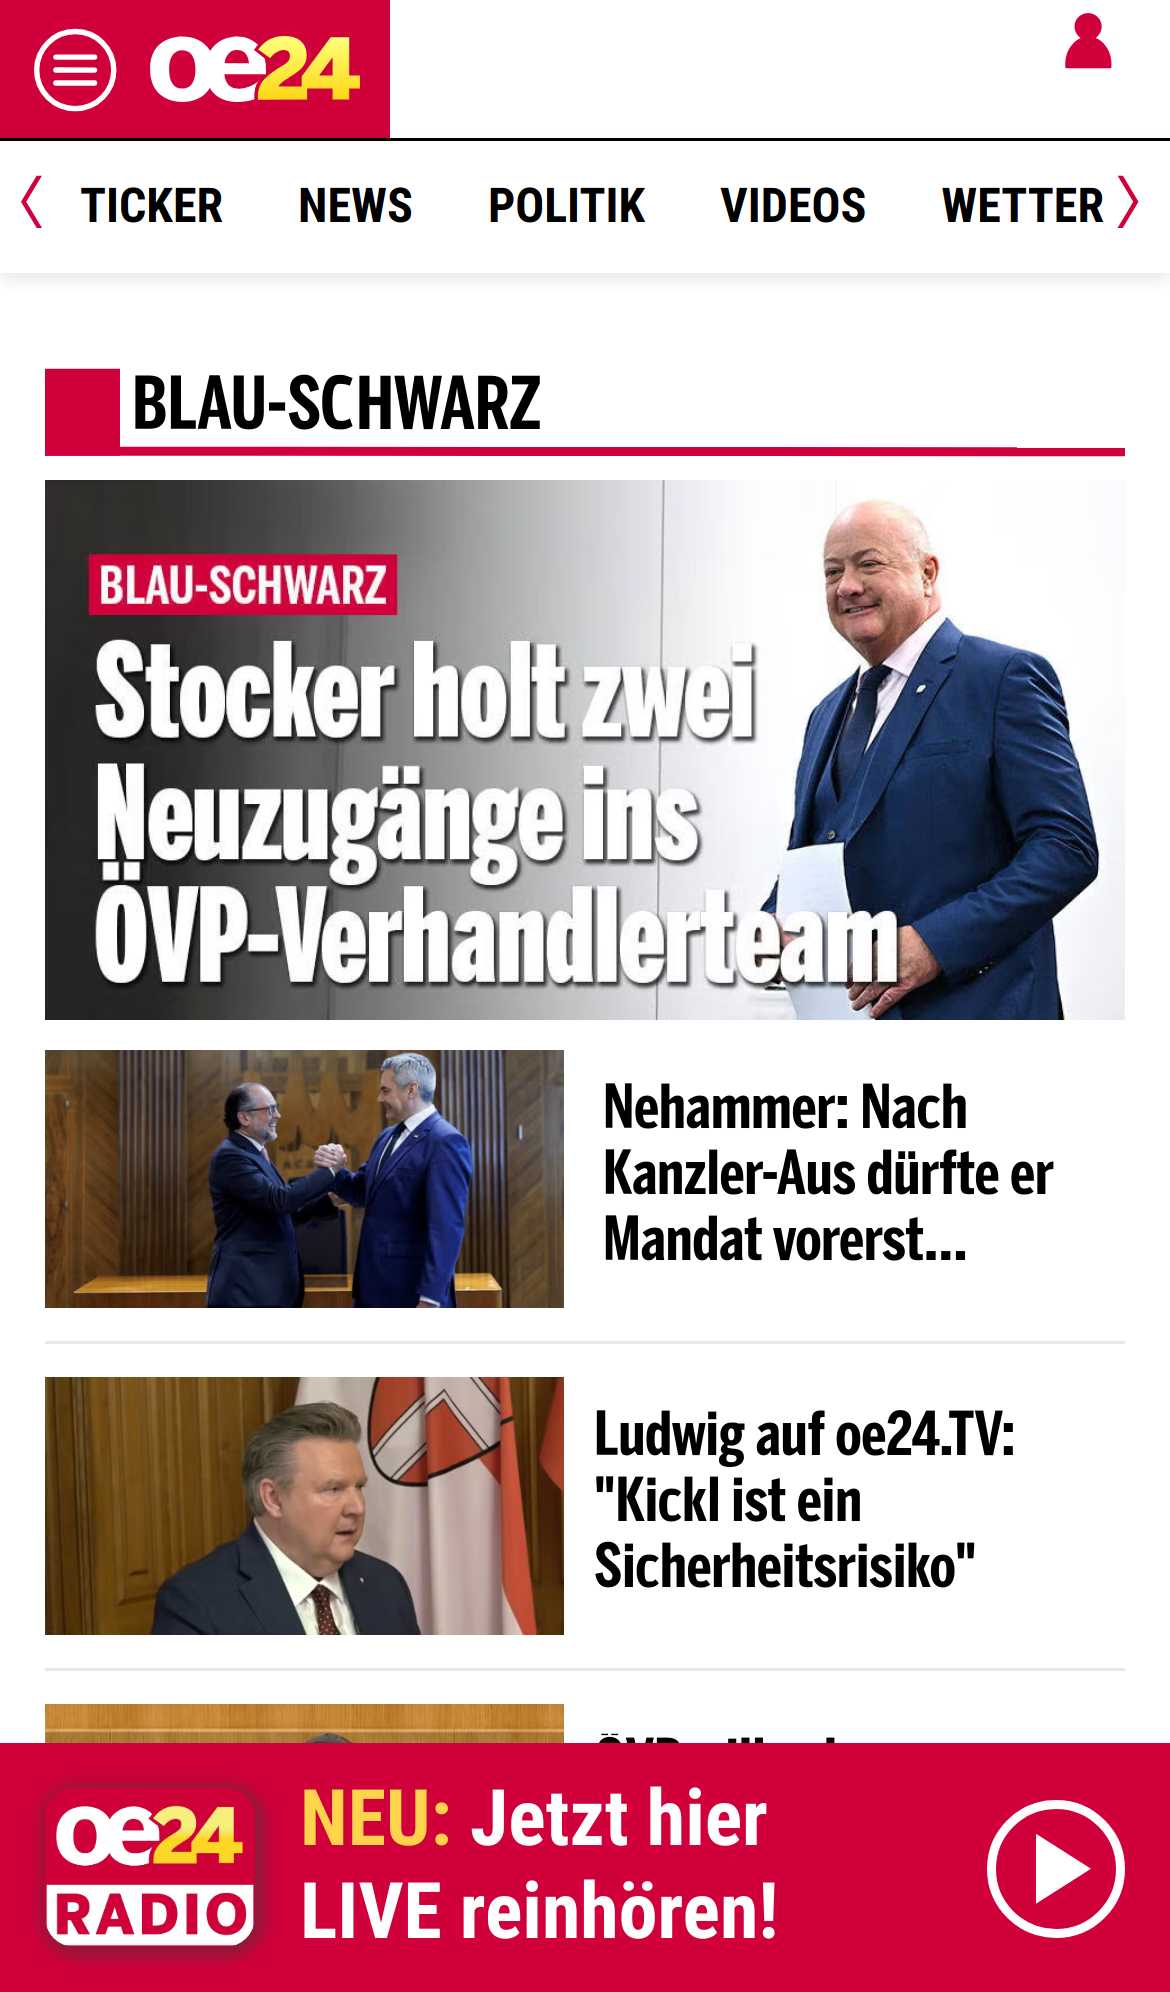 oe24
TICKER NEWS POLITIK VIDEOS WETTER
BLAU-SCHWARZ
BLAU-SCHWARZ
Stocker holt zwei
Neuzugänge ins
ÖVP-Verhandlerteam
Nehammer: Nach
Kanzler-Aus dürfte er
Mandat vorerst...
Ludwig auf oe24.TV:
"Kickl ist ein
Sicherheitsrisiko"
oe24
RADIO
NEU: Jetzt hier
LIVE reinhören!